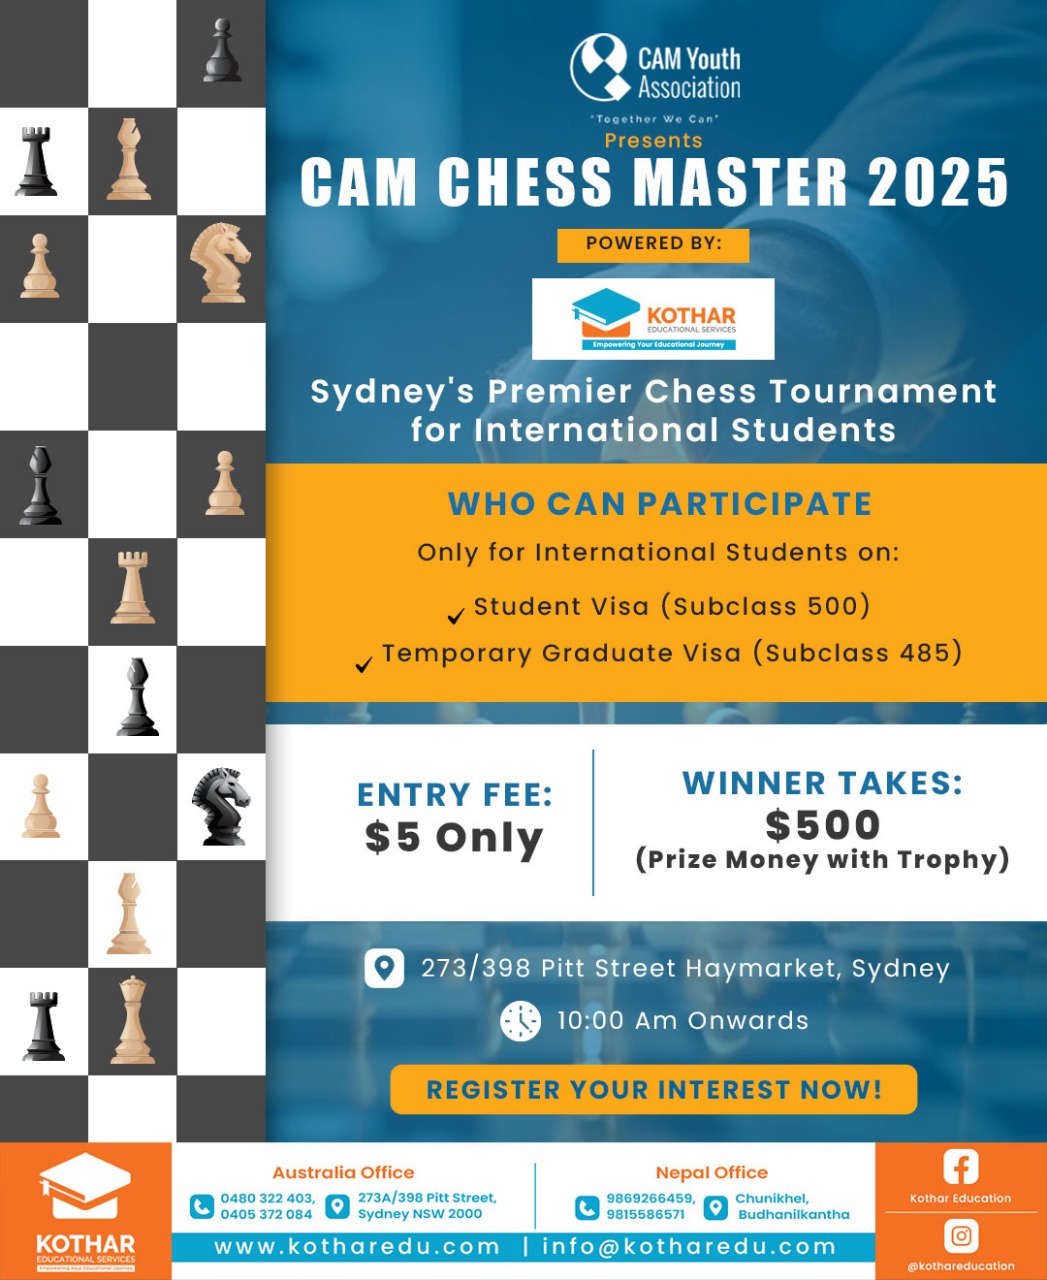 CAM Youth
Association
"Together We Can"
Presents
CAM CHESS MASTER 2025
POWERED BY:
KOTHAR
EDUCATIONAL SERVICES
Empowering Your Educational Journey
Sydney's Premier Chess Tournament
for International Students
WHO CAN PARTICIPATE
Only for International Students on:
Student Visa (Subclass 500)
Temporary Graduate Visa (Subclass 485)
ENTRY FEE:
$5 Only
WINNER TAKES:
$500
(Prize Money with Trophy)
273/398 Pitt Street Haymarket, Sydney
10:00 Am Onwards
REGISTER YOUR INTEREST NOW!
KOTHAR
EDUCATIONAL SERVICES
Empowering Your Educational Journey
Australia Office
0480 322 403,
0405 372 084
273A/398 Pitt Street,
Sydney NSW 2000
Nepal Office
9869266459,
9815586571
Chunikhel,
Budhanilkantha
www.kotharedu.com | info@kotharedu.com
Kothar Education
@kothareducation